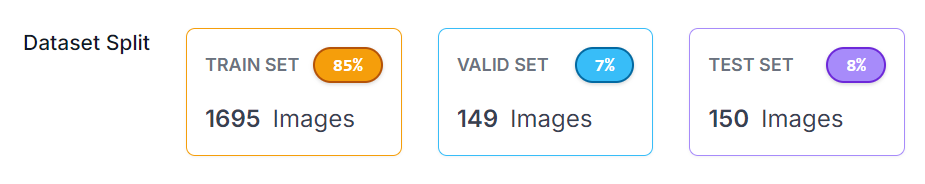 Dataset Split
TRAIN SET 85%
1695 Images
VALID SET 7%
149 Images
TEST SET 8%
150 Images